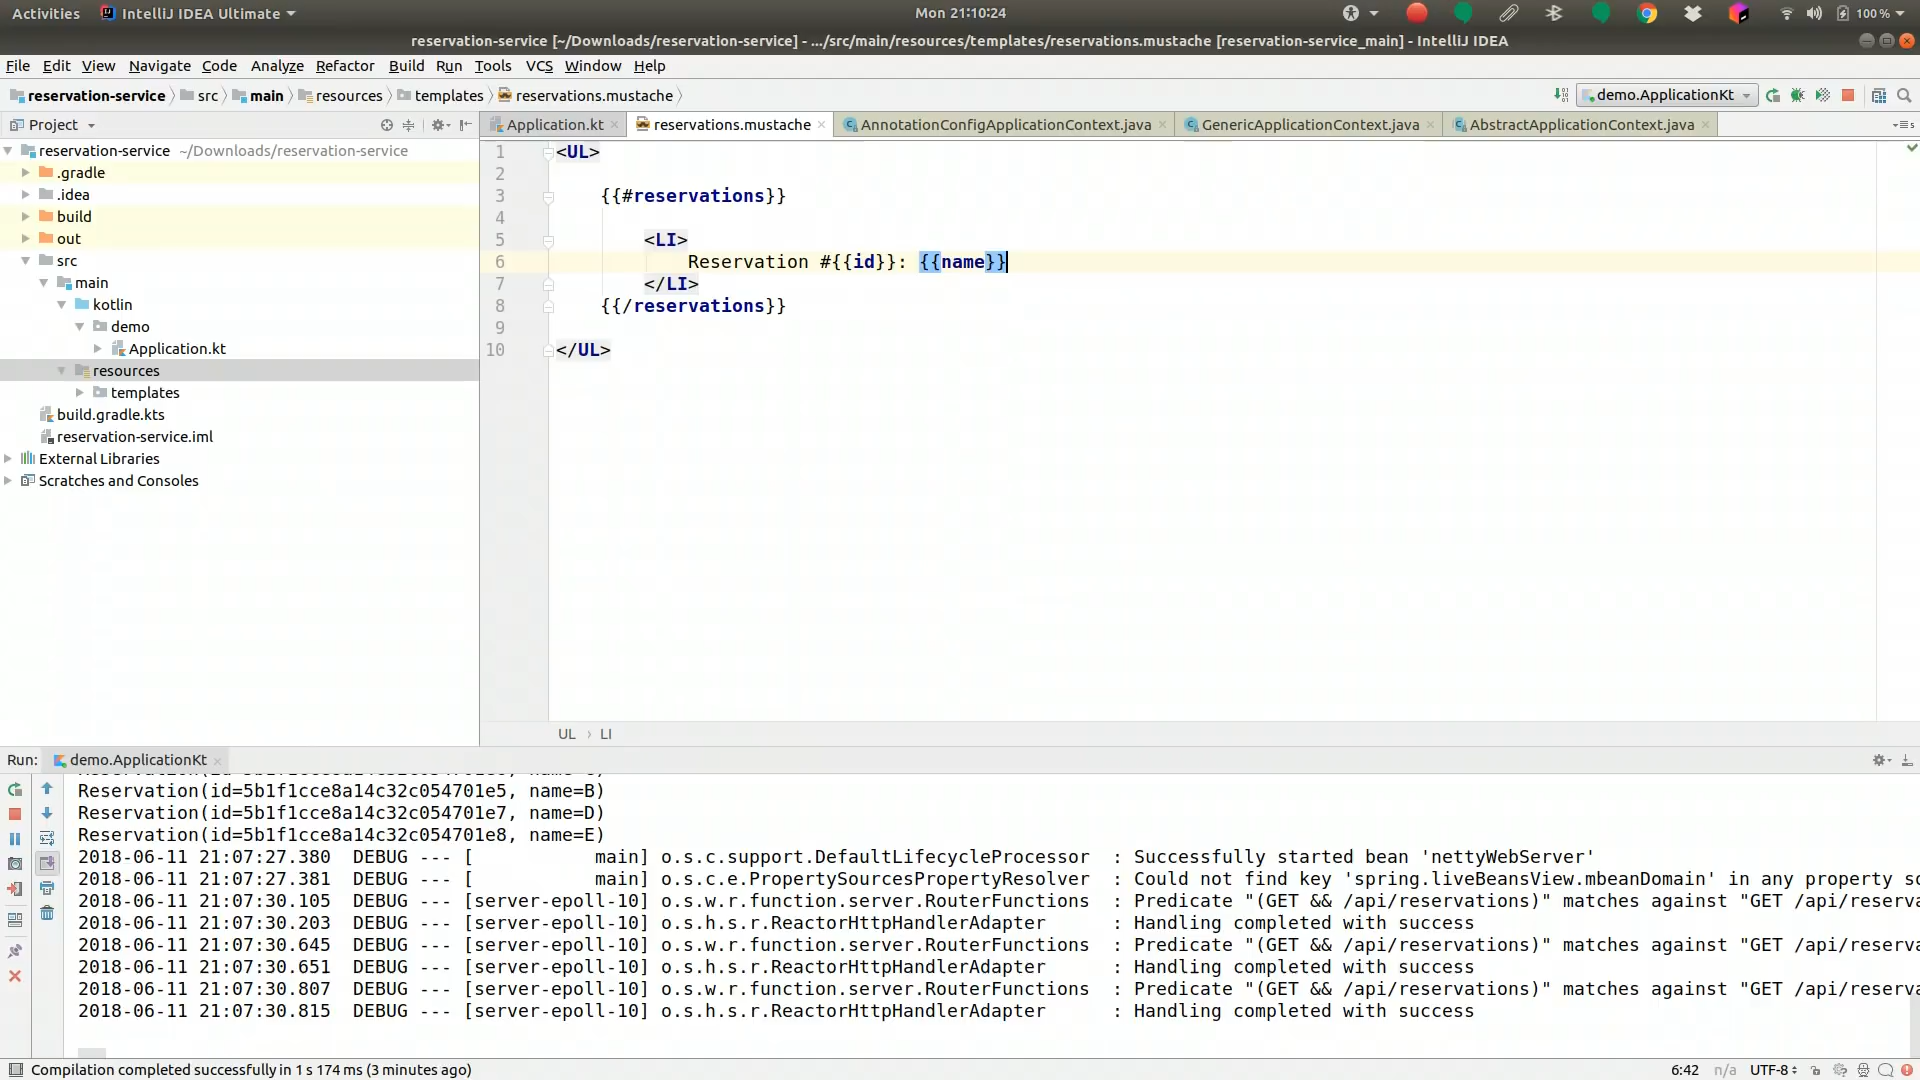 Activities IntelliJ IDEA Ultimate Mon 21:10:24 100 %
reservation-service [~/Downloads/reservation-service] - .../src/main/resources/templates/reservations.mustache [reservation-service_main] - IntelliJ IDEA
File Edit View Navigate Code Analyze Refactor Build Run Tools VCS Window Help
reservation-service src main resources templates reservations.mustache demo.ApplicationKt
Project Application.kt reservations.mustache AnnotationConfigApplicationContext.java GenericApplicationContext.java AbstractApplicationContext.java
reservation-service ~/Downloads/reservation-service
.gradle
.idea
build
out
src
main
kotlin
demo
Application.kt
resources
templates
build.gradle.kts
reservation-service.iml
External Libraries
Scratches and Consoles
1 <UL>
2
3 {{#reservations}}
4
5 <LI>
6 Reservation #{{id}}: {{name}}
7 </LI>
8 {{/reservations}}
9
10 </UL>
UL › LI
Run: demo.ApplicationKt
Reservation(id=5b1f1cce8a14c32c054701e5, name=B)
Reservation(id=5b1f1cce8a14c32c054701e7, name=D)
Reservation(id=5b1f1cce8a14c32c054701e8, name=E)
2018-06-11 21:07:27.380 DEBUG --- [ main] o.s.c.support.DefaultLifecycleProcessor : Successfully started bean 'nettyWebServer'
2018-06-11 21:07:27.381 DEBUG --- [ main] o.s.c.e.PropertySourcesPropertyResolver : Could not find key 'spring.liveBeansView.mbeanDomain' in any property so
2018-06-11 21:07:30.105 DEBUG --- [server-epoll-10] o.s.w.r.function.server.RouterFunctions : Predicate "(GET && /api/reservations)" matches against "GET /api/reserva
2018-06-11 21:07:30.203 DEBUG --- [server-epoll-10] o.s.h.s.r.ReactorHttpHandlerAdapter : Handling completed with success
2018-06-11 21:07:30.645 DEBUG --- [server-epoll-10] o.s.w.r.function.server.RouterFunctions : Predicate "(GET && /api/reservations)" matches against "GET /api/reserva
2018-06-11 21:07:30.651 DEBUG --- [server-epoll-10] o.s.h.s.r.ReactorHttpHandlerAdapter : Handling completed with success
2018-06-11 21:07:30.807 DEBUG --- [server-epoll-10] o.s.w.r.function.server.RouterFunctions : Predicate "(GET && /api/reservations)" matches against "GET /api/reserva
2018-06-11 21:07:30.815 DEBUG --- [server-epoll-10] o.s.h.s.r.ReactorHttpHandlerAdapter : Handling completed with success
Compilation completed successfully in 1 s 174 ms (3 minutes ago) 6:42 n/a UTF-8